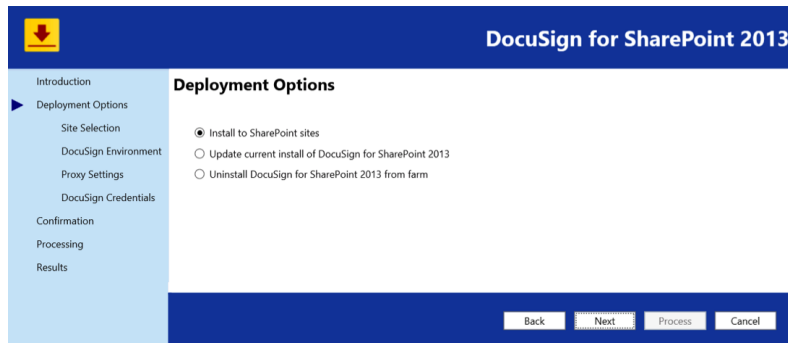 DocuSign for SharePoint 2013
Introduction
Deployment Options
Site Selection
DocuSign Environment
Proxy Settings
DocuSign Credentials
Confirmation
Processing
Results
Deployment Options
Install to SharePoint sites
Update current install of DocuSign for SharePoint 2013
Uninstall DocuSign for SharePoint 2013 from farm
Back Next Process Cancel